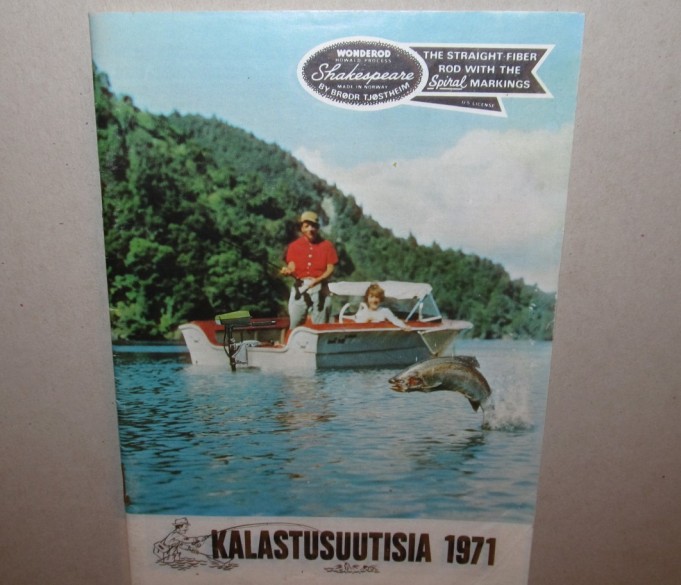 WONDEROD
HOWALD PROCESS
Shakespeare
MADE IN NORWAY
BY BRØDR TJØSTHEIM
THE STRAIGHT-FIBER
ROD WITH THE
Spiral MARKINGS
LICENSE
KALASTUSUUTISIA 1971